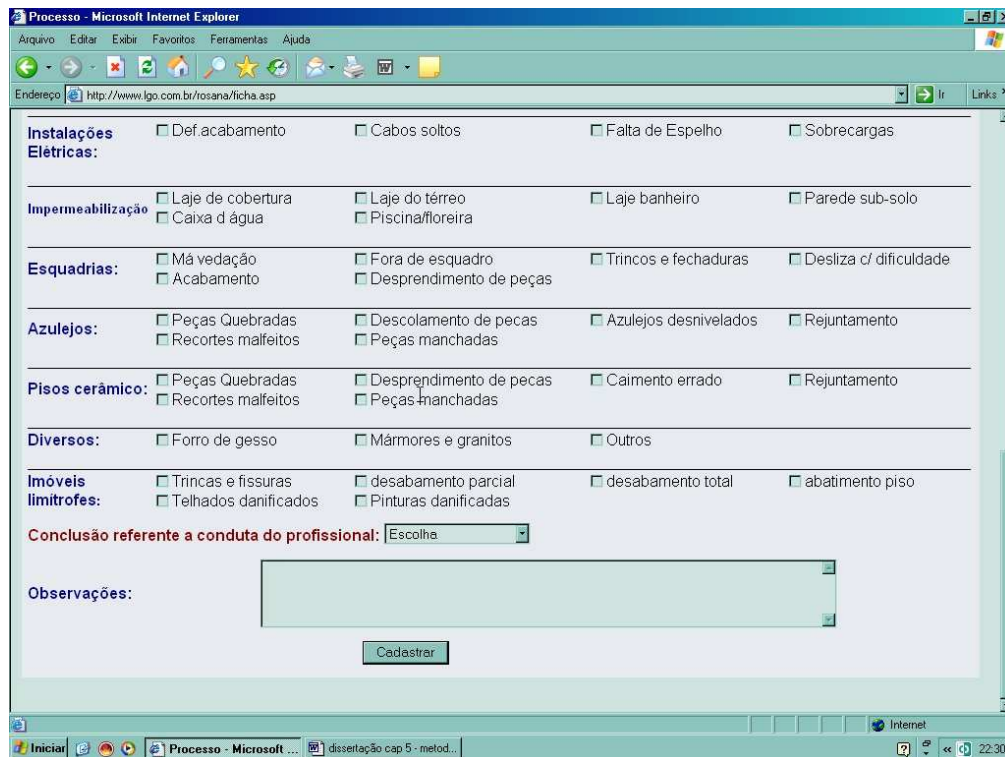 Processo - Microsoft Internet Explorer
Arquivo Editar Exibir Favoritos Ferramentas Ajuda
Endereço http://www.lgo.com.br/rosana/ficha.asp Ir Links
Instalações Elétricas: Def.acabamento Cabos soltos Falta de Espelho Sobrecargas
Impermeabilização Laje de cobertura Laje do térreo Laje banheiro Parede sub-solo
Caixa d água Piscina/floreira
Esquadrias: Má vedação Fora de esquadro Trincos e fechaduras Desliza c/ dificuldade
Acabamento Desprendimento de peças
Azulejos: Peças Quebradas Descolamento de pecas Azulejos desnivelados Rejuntamento
Recortes malfeitos Peças manchadas
Pisos cerâmico: Peças Quebradas Desprendimento de pecas Caimento errado Rejuntamento
Recortes malfeitos Peças manchadas
Diversos: Forro de gesso Mármores e granitos Outros
Imóveis limítrofes: Trincas e fissuras desabamento parcial desabamento total abatimento piso
Telhados danificados Pinturas danificadas
Conclusão referente a conduta do profissional: Escolha
Observações:
Cadastrar
Internet
Iniciar Processo - Microsoft ... dissertação cap 5 - metod... 22:30